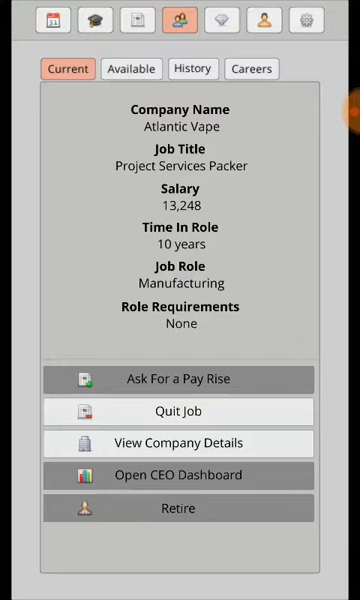 31
Current
Available
History
Careers
Company Name
Atlantic Vape
Job Title
Project Services Packer
Salary
13,248
Time In Role
10 years
Job Role
Manufacturing
Role Requirements
None
Ask For a Pay Rise
Quit Job
View Company Details
Open CEO Dashboard
Retire